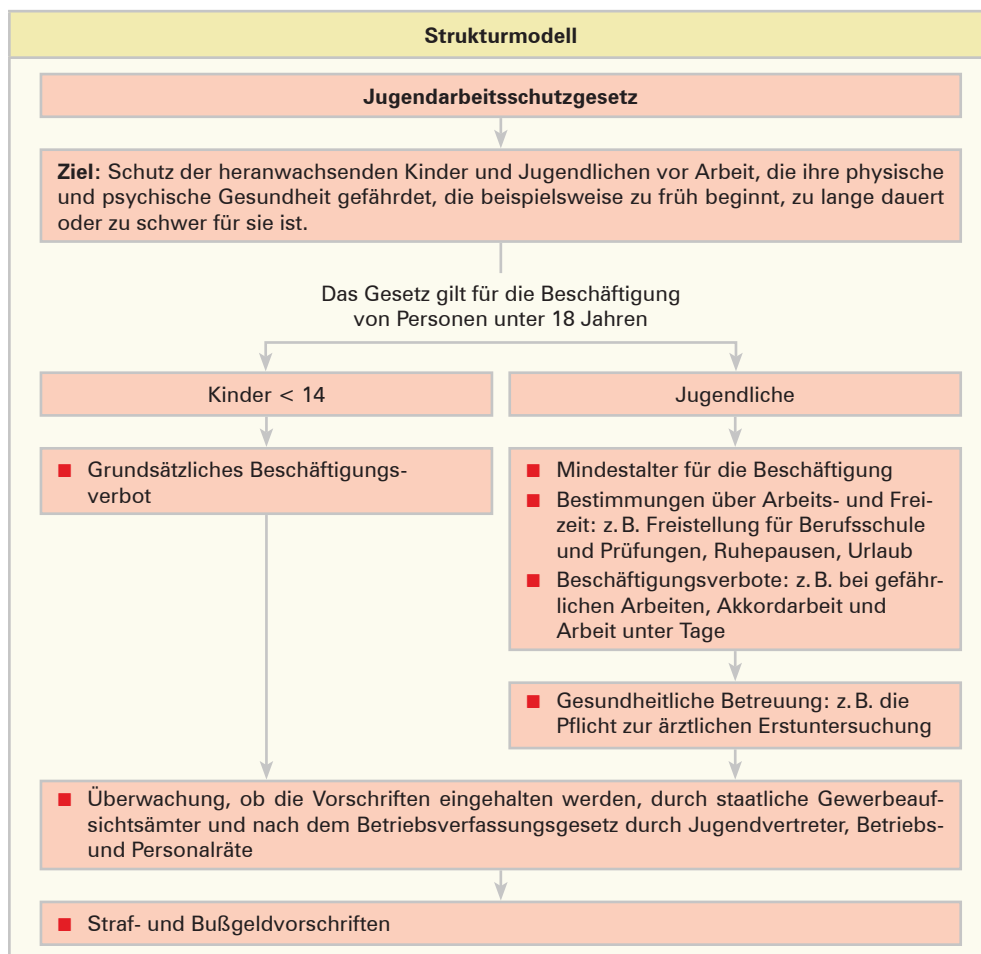 Strukturmodell
Jugendarbeitsschutzgesetz
Ziel: Schutz der heranwachsenden Kinder und Jugendlichen vor Arbeit, die ihre physische
und psychische Gesundheit gefährdet, die beispielsweise zu früh beginnt, zu lange dauert
oder zu schwer für sie ist.
Das Gesetz gilt für die Beschäftigung
von Personen unter 18 Jahren
Kinder < 14
■ Grundsätzliches Beschäftigungs-
verbot
Jugendliche
■ Mindestalter für die Beschäftigung
■ Bestimmungen über Arbeits- und Frei-
zeit: z. B. Freistellung für Berufsschule
und Prüfungen, Ruhepausen, Urlaub
■ Beschäftigungsverbote: z. B. bei gefähr-
lichen Arbeiten, Akkordarbeit und
Arbeit unter Tage
■ Gesundheitliche Betreuung: z. B. die
Pflicht zur ärztlichen Erstuntersuchung
■ Überwachung, ob die Vorschriften eingehalten werden, durch staatliche Gewerbeauf-
sichtsämter und nach dem Betriebsverfassungsgesetz durch Jugendvertreter, Betriebs-
und Personalräte
■ Straf- und Bußgeldvorschriften